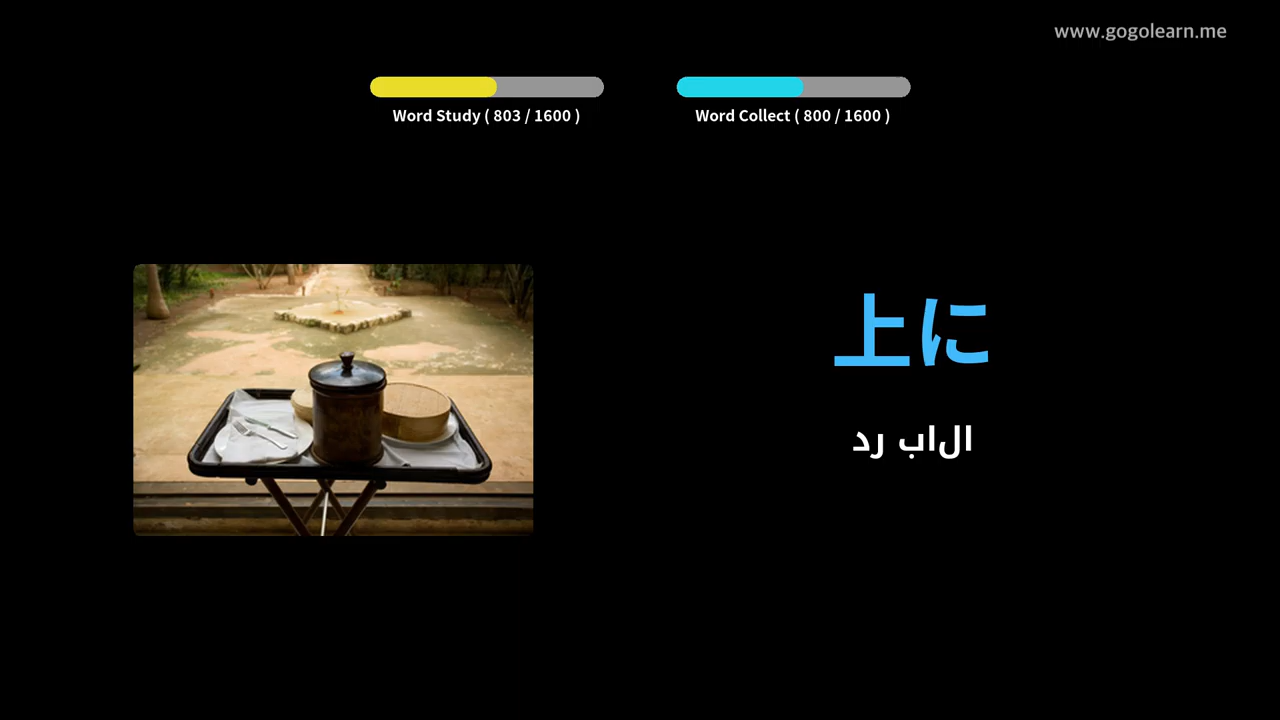 www.gogolearn.me
Word Study ( 803 / 1600 )
Word Collect ( 800 / 1600 )
上に
الاب رد